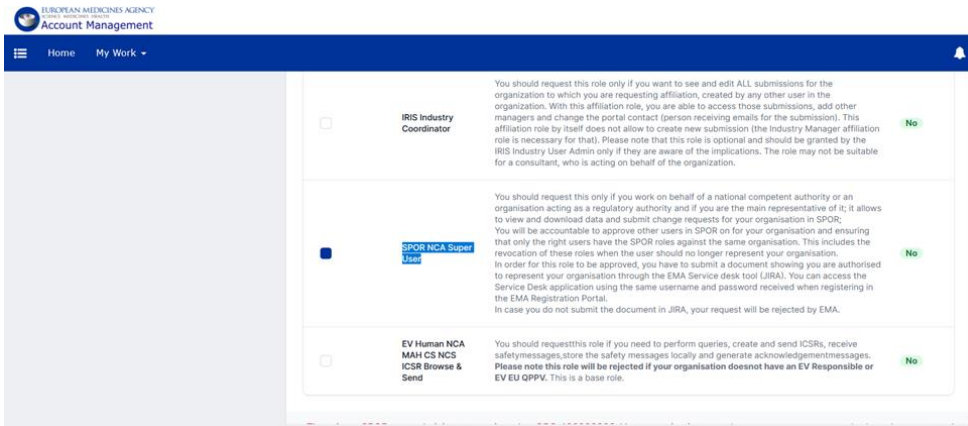 EUROPEAN MEDICINES AGENCY
SCIENCE MEDICINES HEALTH
Account Management
Home My Work
You should request this role only if you want to see and edit ALL submissions for the
organization to which you are requesting affiliation, created by any other user in the
organization. With this affiliation role, you are able to access those submissions, add other
managers and change the portal contact (person receiving emails for the submission). This
IRIS Industry
Coordinator
affiliation role by itself does not allow to create new submission (the Industry Manager affiliation
role is necessary for that). Please note that this role is optional and should be granted by the
IRIS Industry User Admin only if they are aware of the implications. The role may not be suitable
for a consultant, who is acting on behalf of the organization.
No
You should request this only if you work on behalf of a national competent authority or an
organisation acting as a regulatory authority and if you are the main representative of it; it allows
to view and download data and submit change requests for your organisation in SPOR;
You will be accountable to approve other users in SPOR on for your organisation and ensuring
that only the right users have the SPOR roles against the same organisation. This includes the
SPOR NCA Super
User
revocation of these roles when the user should no longer represent your organisation.
In order for this role to be approved, you have to submit a document showing you are authorised
to represent your organisation through the EMA Service desk tool (JIRA). You can access the
Service Desk application using the same username and password received when registering in
the EMA Registration Portal.
In case you do not submit the document in JIRA, your request will be rejected by EMA.
No
EV Human NCA
MAH CS NCS
ICSR Browse &
Send
You should requestthis role if you need to perform queries, create and send ICSRs, receive
safetymessages,store the safety messages locally and generate acknowledgementmessages.
Please note this role will be rejected if your organisation doesnot have an EV Responsible or
EV EU QPPV. This is a base role.
No